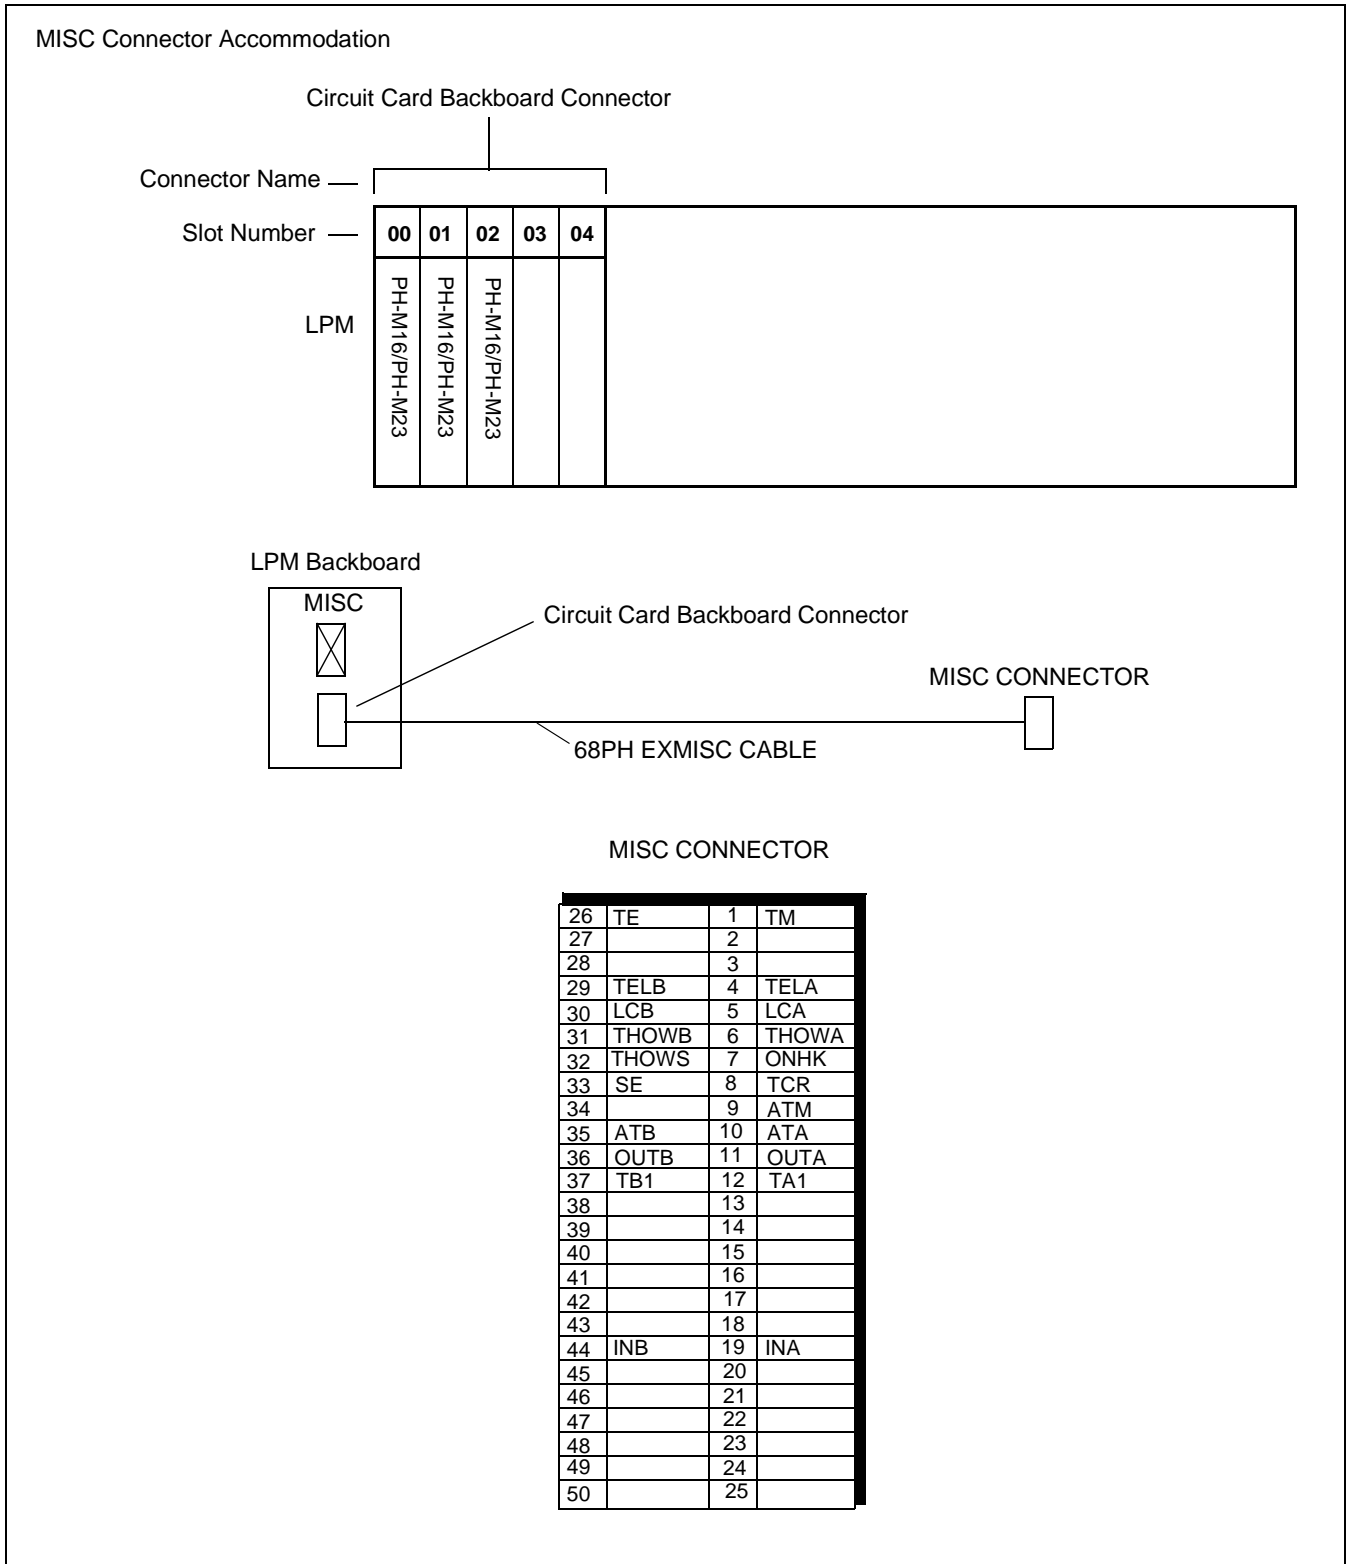 MISC Connector Accommodation
Circuit Card Backboard Connector
Connector Name
Slot Number
00 01 02 03 04
LPM
PH-M16/PH-M23
PH-M16/PH-M23
PH-M16/PH-M23
LPM Backboard
MISC
Circuit Card Backboard Connector
MISC CONNECTOR
68PH EXMISC CABLE
MISC CONNECTOR
26 TE 1 TM
27 2
28 3
29 TELB 4 TELA
30 LCB 5 LCA
31 THOWB 6 THOWA
32 THOWS 7 ONHK
33 SE 8 TCR
34 9 ATM
35 ATB 10 ATA
36 OUTB 11 OUTA
37 TB1 12 TA1
38 13
39 14
40 15
41 16
42 17
43 18
44 INB 19 INA
45 20
46 21
47 22
48 23
49 24
50 25